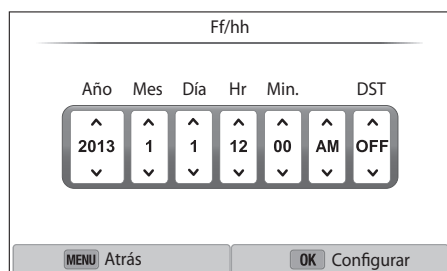 Ff/hh
Año Mes Día Hr Min. DST
2013 1 1 12 00 AM OFF
MENU Atrás OK Configurar